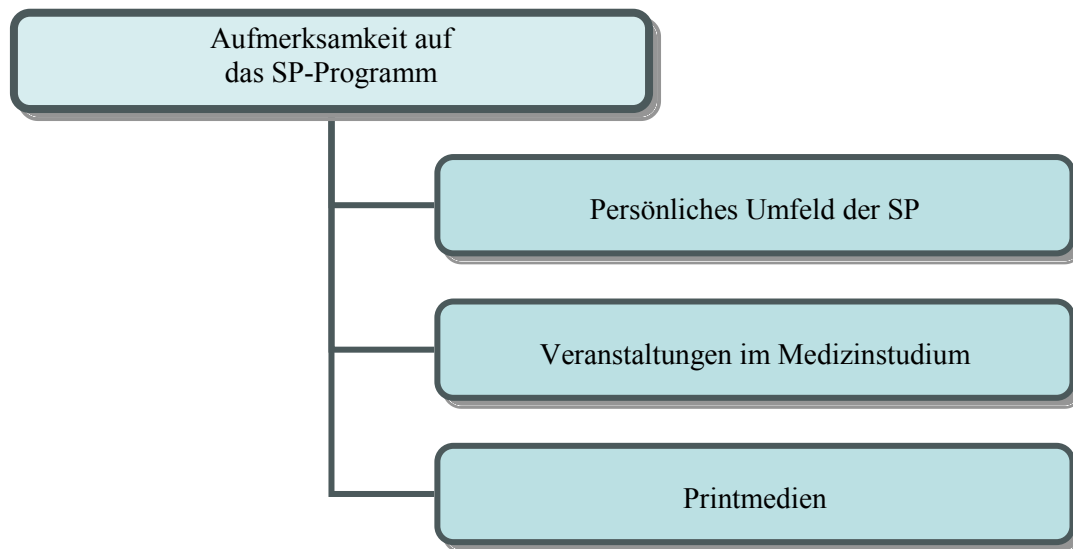 Aufmerksamkeit auf
das SP-Programm
Persönliches Umfeld der SP
Veranstaltungen im Medizinstudium
Printmedien